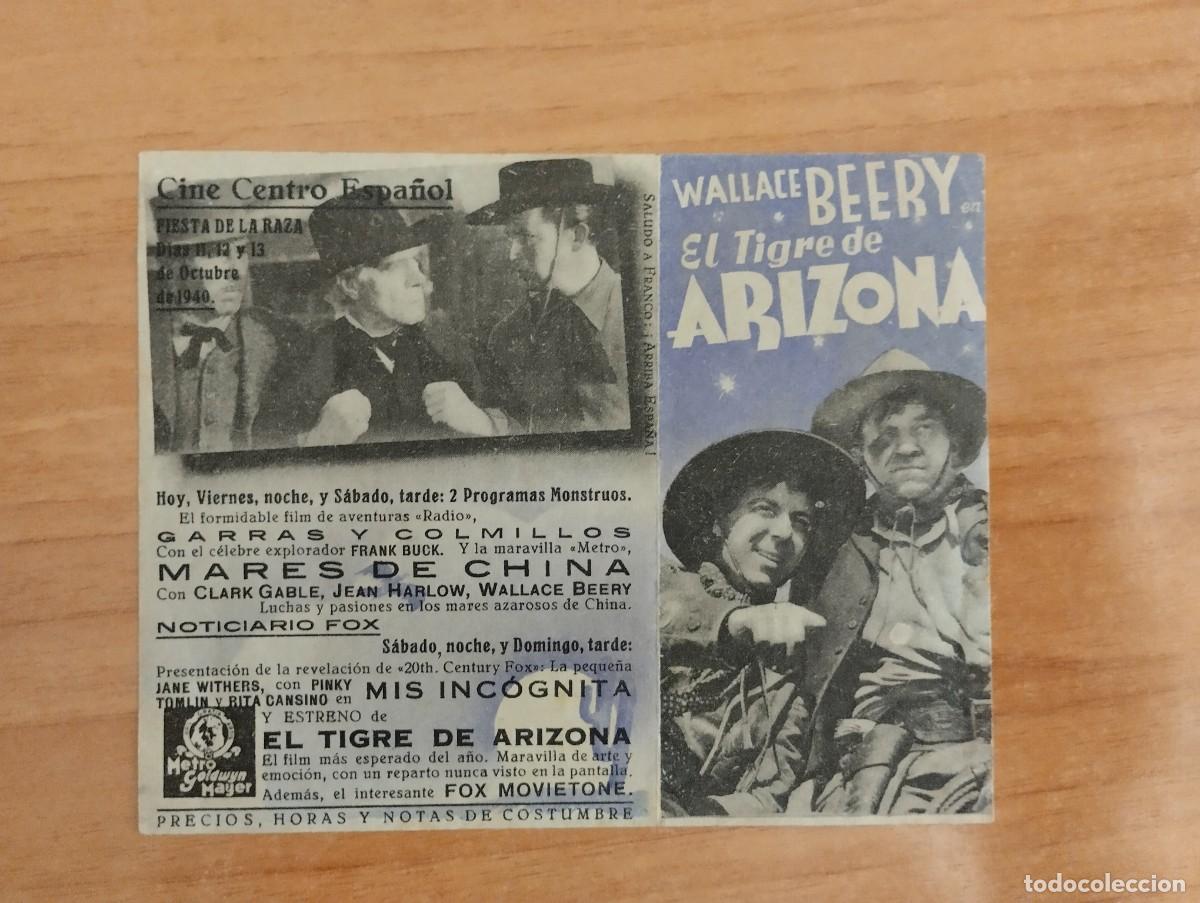 Cine Centro Español
FIESTA DE LA RAZA
Días 11, 12 y 13
de Octubre
de 1940.
SALUDO A FRANCO: ¡ARRIBA ESPAÑA!
Hoy, Viernes, noche, y Sábado, tarde: 2 Programas Monstruos.
El formidable film de aventuras «Radio»,
GARRAS Y COLMILLOS
Con el célebre explorador FRANK BUCK. Y la maravilla «Metro»,
MARES DE CHINA
Con CLARK GABLE, JEAN HARLOW, WALLACE BEERY
Luchas y pasiones en los mares azarosos de China.
NOTICIARIO FOX
Sábado, noche, y Domingo, tarde:
Presentación de la revelación de «20th. Century Fox»: La pequeña
JANE WITHERS, con PINKY
TOMLIN y RITA CANSINO en
MIS INCÓGNITA
Y ESTRENO de
EL TIGRE DE ARIZONA
El film más esperado del año. Maravilla de arte y
emoción, con un reparto nunca visto en la pantalla.
Además, el interesante FOX MOVIETONE.
Metro
Goldwyn
Mayer
PRECIOS, HORAS Y NOTAS DE COSTUMBRE
WALLACE BEERY en
El Tigre de
ARIZONA
todocoleccion